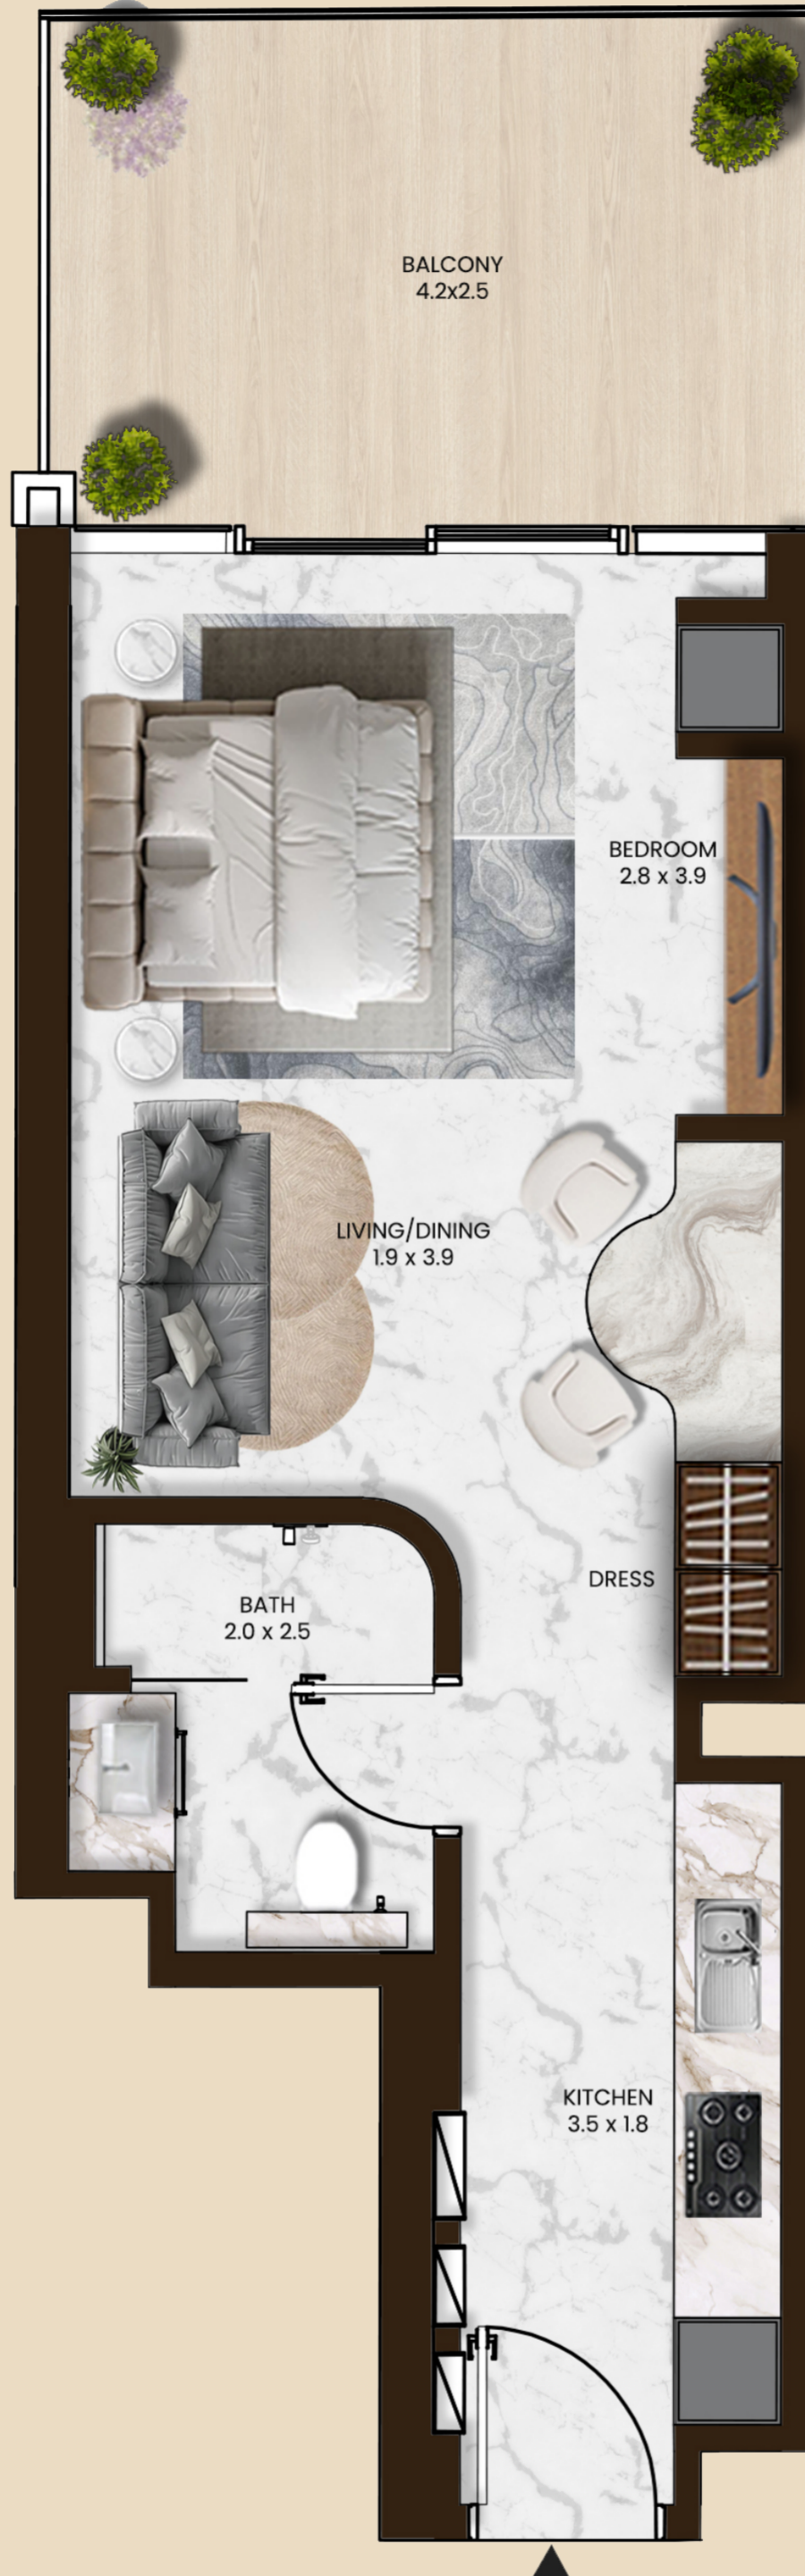 BALCONY
4.2x2.5
BEDROOM
2.8 x 3.9
LIVING/DINING
1.9 x 3.9
BATH
2.0 x 2.5
DRESS
KITCHEN
3.5 x 1.8